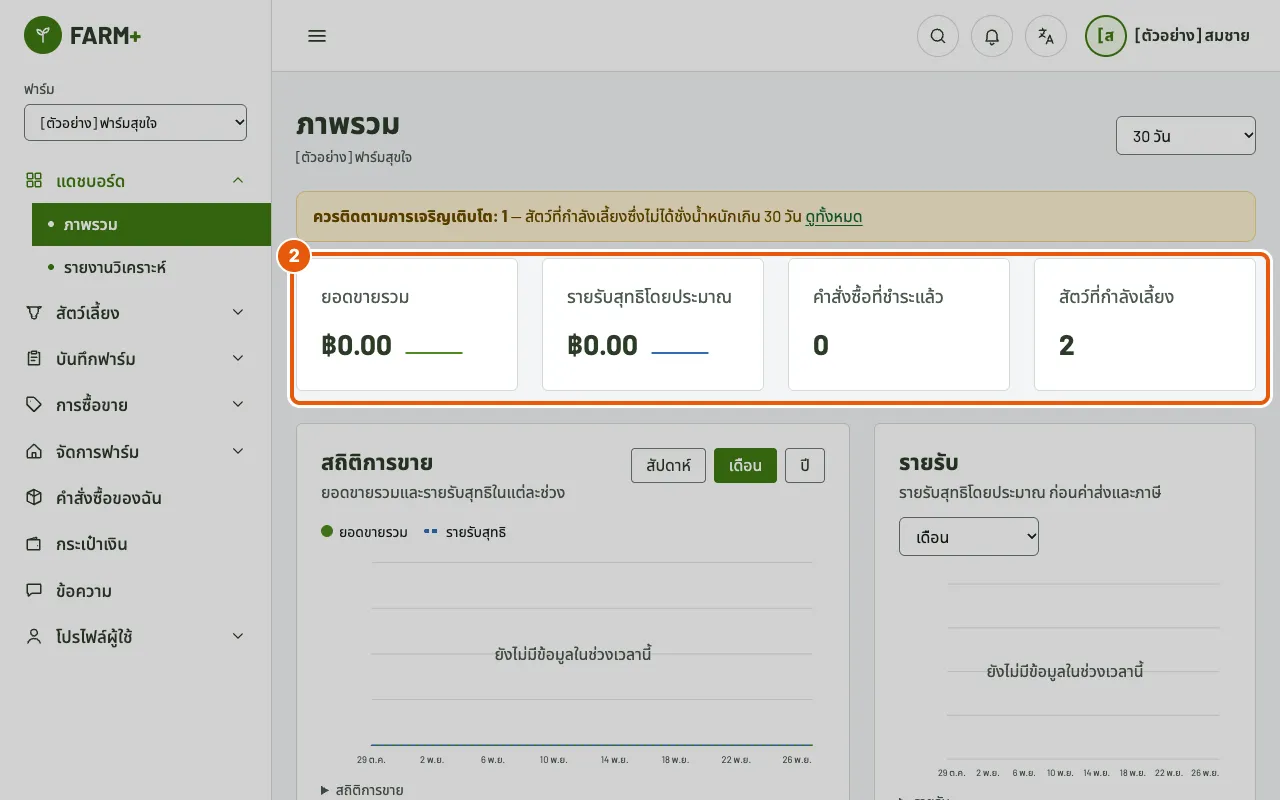 FARM+
[ส
[ตัวอย่าง] สมชาย
ฟาร์ม
[ตัวอย่าง] ฟาร์มสุขใจ
แดชบอร์ด
ภาพรวม
รายงานวิเคราะห์
สัตว์เลี้ยง
บันทึกฟาร์ม
การซื้อขาย
จัดการฟาร์ม
คำสั่งซื้อของฉัน
กระเป๋าเงิน
ข้อความ
โปรไฟล์ผู้ใช้
ภาพรวม
[ตัวอย่าง] ฟาร์มสุขใจ
30 วัน
ควรติดตามการเจริญเติบโต: 1 — สัตว์ที่กำลังเลี้ยงซึ่งไม่ได้ชั่งน้ำหนักเกิน 30 วัน ดูทั้งหมด
2
ยอดขายรวม
฿0.00
รายรับสุทธิโดยประมาณ
฿0.00
คำสั่งซื้อที่ชำระแล้ว
0
สัตว์ที่กำลังเลี้ยง
2
สถิติการขาย
ยอดขายรวมและรายรับสุทธิในแต่ละช่วง
สัปดาห์ เดือน ปี
ยอดขายรวม รายรับสุทธิ
ยังไม่มีข้อมูลในช่วงเวลานี้
29 ต.ค. 2 พ.ย. 6 พ.ย. 10 พ.ย. 14 พ.ย. 18 พ.ย. 22 พ.ย. 26 พ.ย.
สถิติการขาย
รายรับ
รายรับสุทธิโดยประมาณ ก่อนค่าส่งและภาษี
เดือน
ยังไม่มีข้อมูลในช่วงเวลานี้
29 ต.ค. 2 พ.ย. 6 พ.ย. 10 พ.ย. 14 พ.ย. 18 พ.ย. 22 พ.ย. 26 พ.ย.